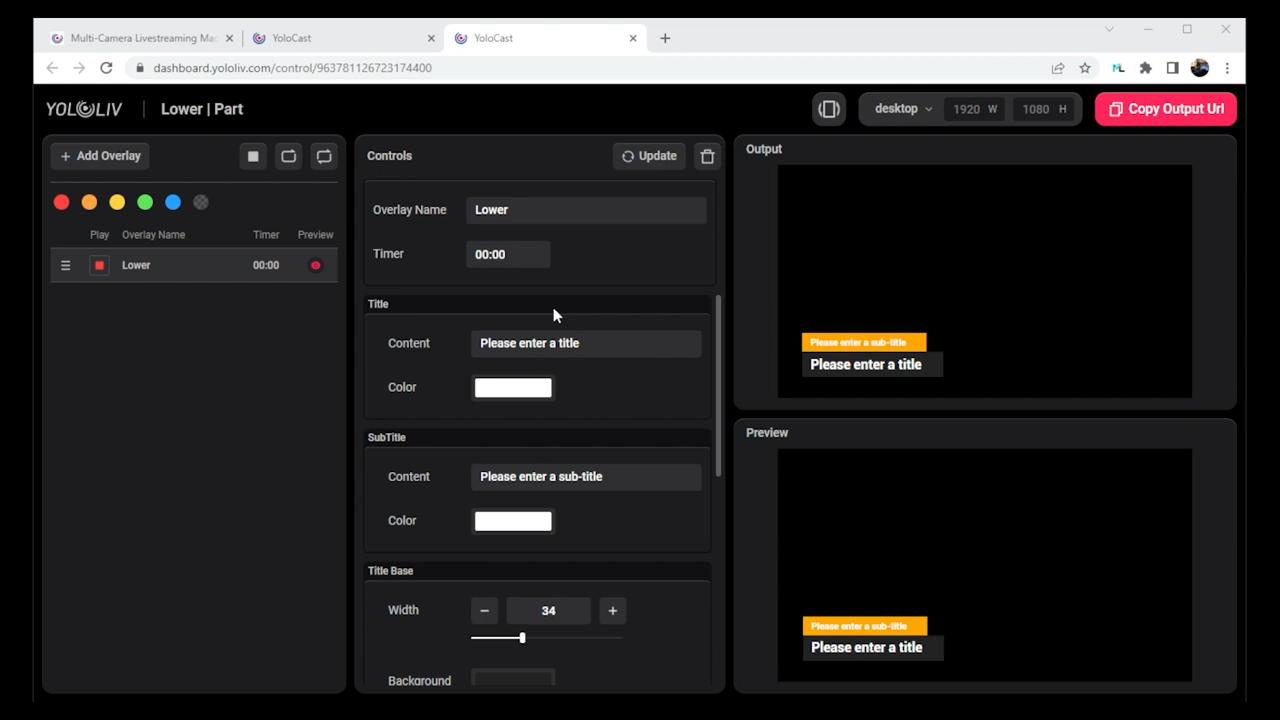 Multi-Camera Livestreaming Mac
YoloCast
YoloCast
dashboard.yololiv.com/control/963781126723174400
YOLOLIV
Lower | Part
desktop
1920 W
1080 H
Copy Output Url
+ Add Overlay
Play Overlay Name Timer Preview
Lower 00:00
Controls
Update
Overlay Name Lower
Timer 00:00
Title
Content Please enter a title
Color
SubTitle
Content Please enter a sub-title
Color
Title Base
Width − 34 +
Background
Output
Please enter a sub-title
Please enter a title
Preview
Please enter a sub-title
Please enter a title